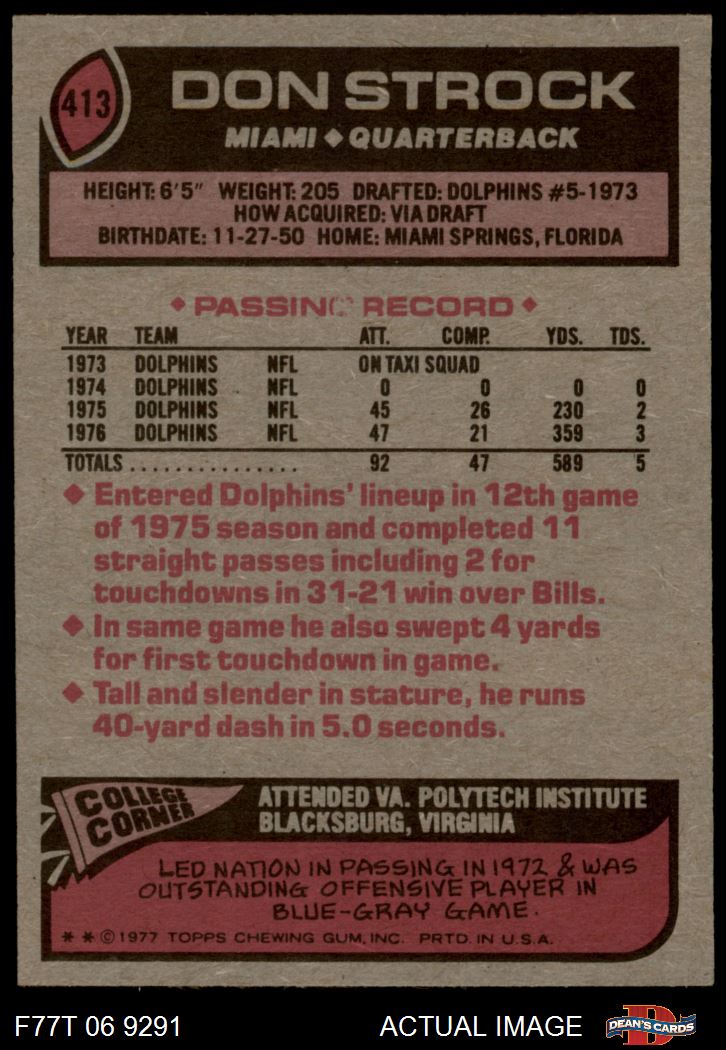 413
DON STROCK
MIAMI ◆ QUARTERBACK
HEIGHT: 6'5" WEIGHT: 205 DRAFTED: DOLPHINS #5-1973
HOW ACQUIRED: VIA DRAFT
BIRTHDATE: 11-27-50 HOME: MIAMI SPRINGS, FLORIDA
◆ PASSING RECORD ◆
YEAR TEAM ATT. COMP. YDS. TDS.
1973 DOLPHINS NFL ON TAXI SQUAD
1974 DOLPHINS NFL 0 0 0 0
1975 DOLPHINS NFL 45 26 230 2
1976 DOLPHINS NFL 47 21 359 3
TOTALS ................ 92 47 589 5
◆ Entered Dolphins' lineup in 12th game
of 1975 season and completed 11
straight passes including 2 for
touchdowns in 31-21 win over Bills.
◆ In same game he also swept 4 yards
for first touchdown in game.
◆ Tall and slender in stature, he runs
40-yard dash in 5.0 seconds.
COLLEGE
CORNER
ATTENDED VA. POLYTECH INSTITUTE
BLACKSBURG, VIRGINIA
LED NATION IN PASSING IN 1972 & WAS
OUTSTANDING OFFENSIVE PLAYER IN
BLUE-GRAY GAME.
* * © 1977 TOPPS CHEWING GUM, INC. PRTD. IN U.S.A.
F77T 06 9291 ACTUAL IMAGE
D
DEAN'S CARDS